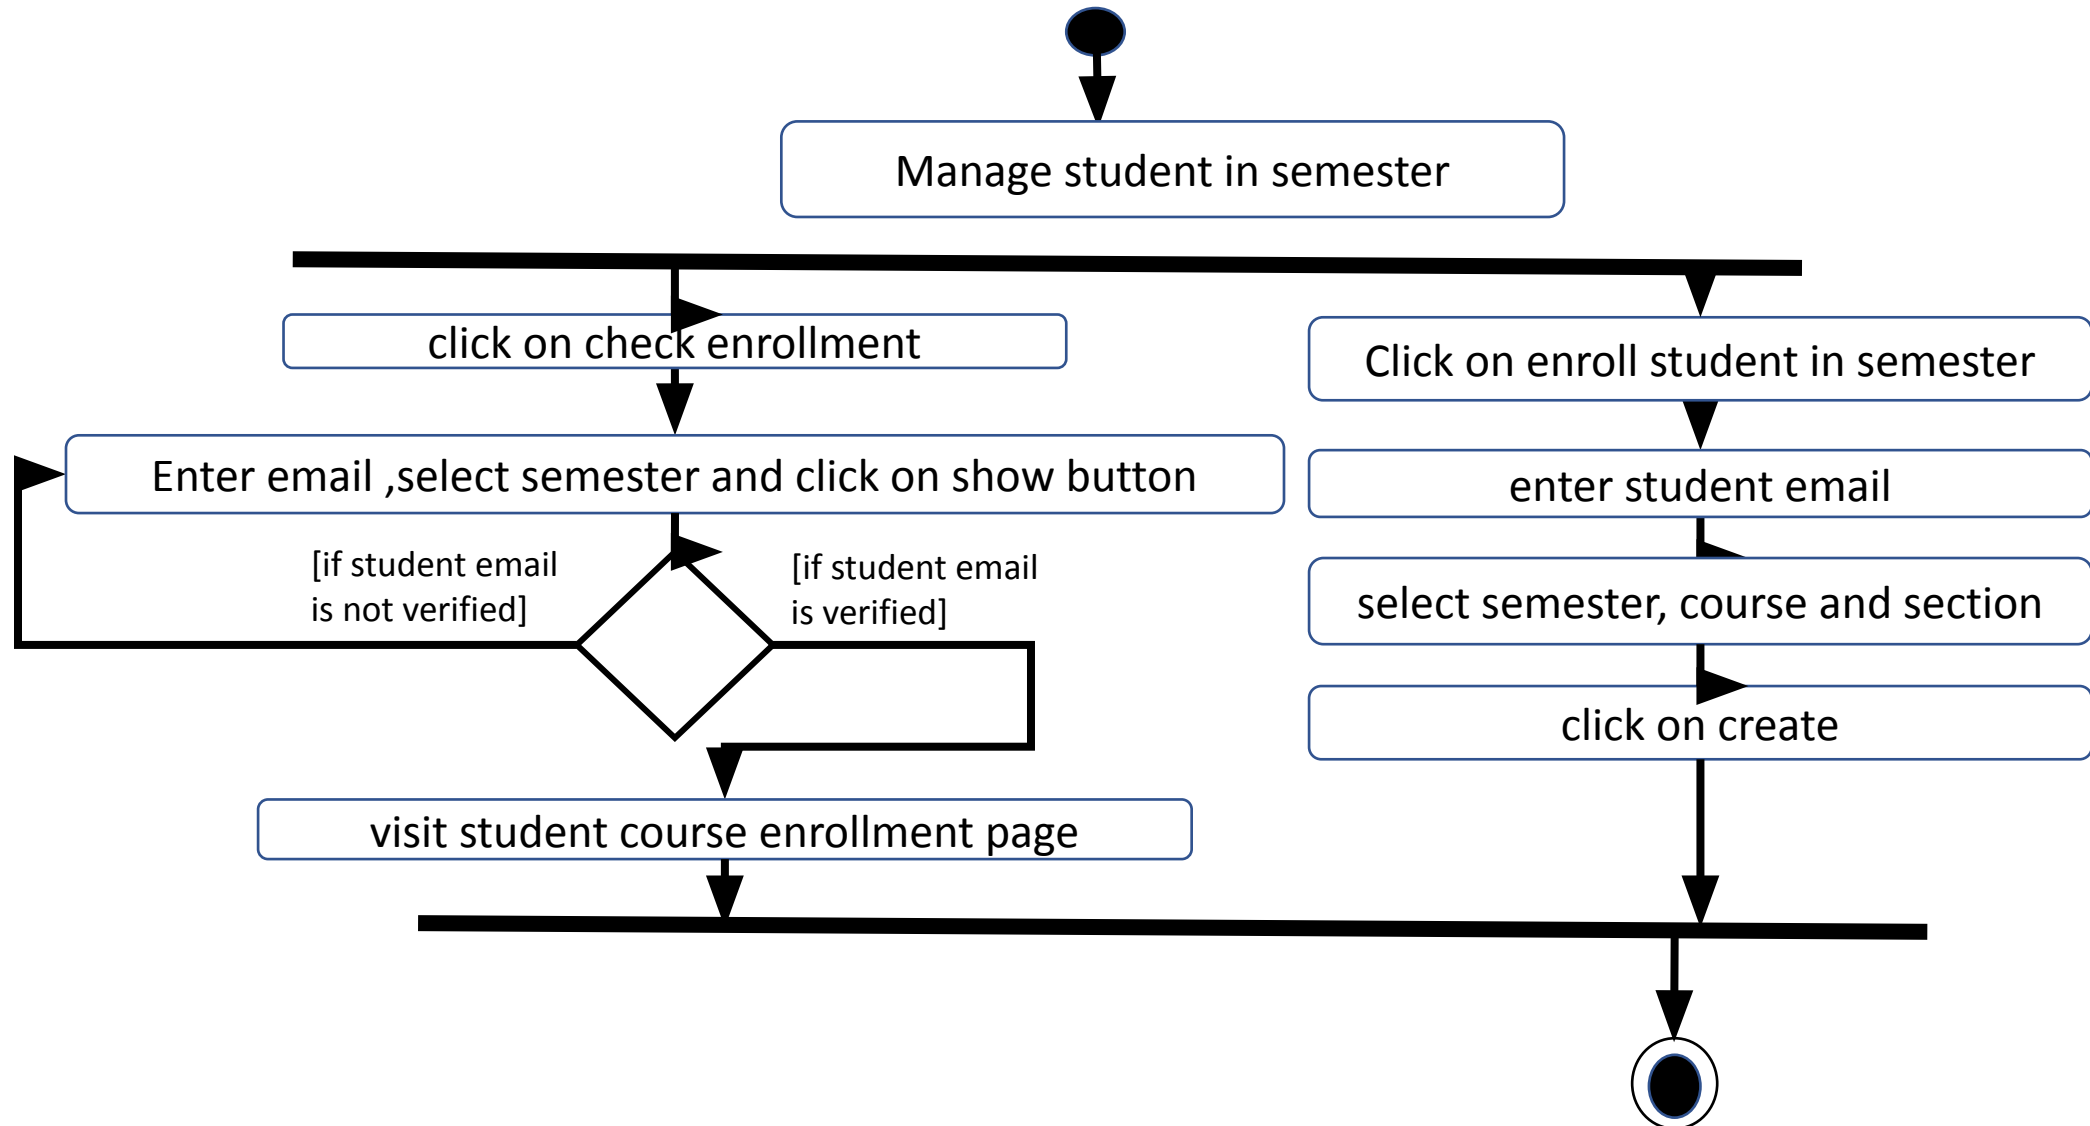 Manage student in semester
click on check enrollment
Click on enroll student in semester
Enter email ,select semester and click on show button
enter student email
[if student email
is not verified]
[if student email
is verified]
select semester, course and section
click on create
visit student course enrollment page